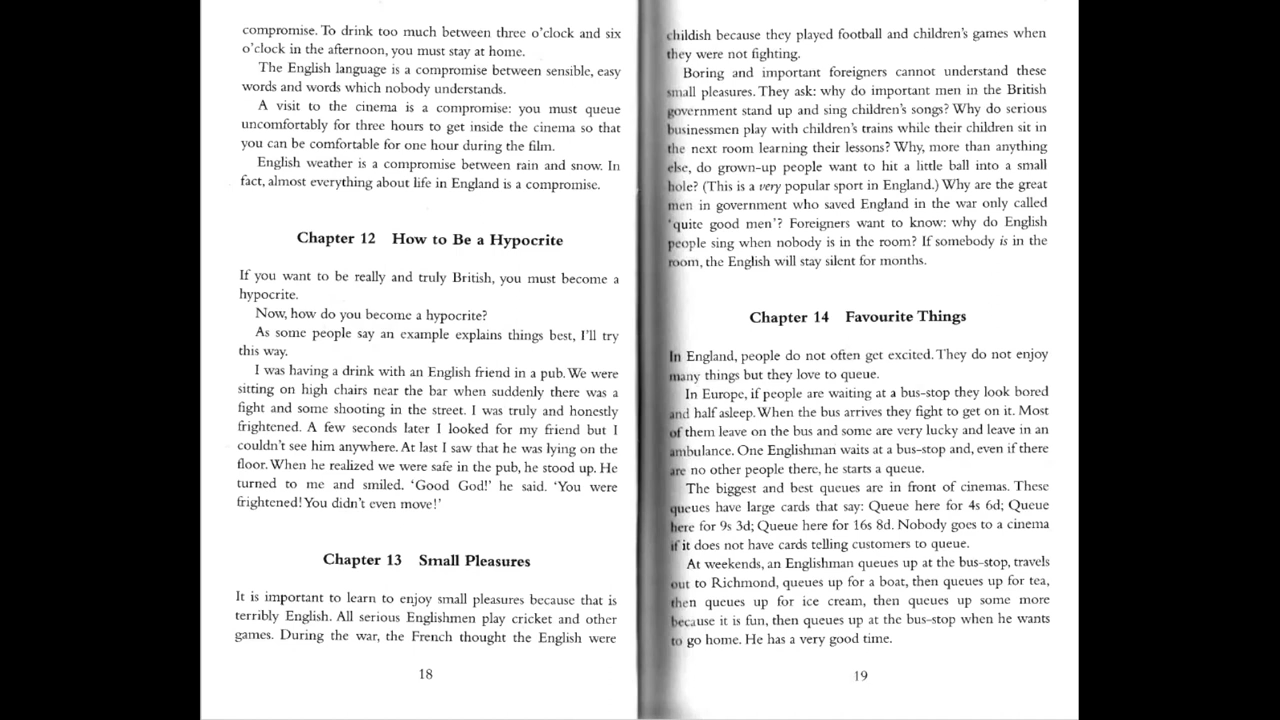 compromise. To drink too much between three o'clock and six
o'clock in the afternoon, you must stay at home.
The English language is a compromise between sensible, easy
words and words which nobody understands.
A visit to the cinema is a compromise: you must queue
uncomfortably for three hours to get inside the cinema so that
you can be comfortable for one hour during the film.
English weather is a compromise between rain and snow. In
fact, almost everything about life in England is a compromise.
Chapter 12 How to Be a Hypocrite
If you want to be really and truly British, you must become a
hypocrite.
Now, how do you become a hypocrite?
As some people say an example explains things best, I'll try
this way.
I was having a drink with an English friend in a pub. We were
sitting on high chairs near the bar when suddenly there was a
fight and some shooting in the street. I was truly and honestly
frightened. A few seconds later I looked for my friend but I
couldn't see him anywhere. At last I saw that he was lying on the
floor. When he realized we were safe in the pub, he stood up. He
turned to me and smiled. 'Good God!' he said. 'You were
frightened! You didn't even move!'
Chapter 13 Small Pleasures
It is important to learn to enjoy small pleasures because that is
terribly English. All serious Englishmen play cricket and other
games. During the war, the French thought the English were
18
childish because they played football and children's games when
they were not fighting.
Boring and important foreigners cannot understand these
small pleasures. They ask: why do important men in the British
government stand up and sing children's songs? Why do serious
businessmen play with children's trains while their children sit in
the next room learning their lessons? Why, more than anything
else, do grown-up people want to hit a little ball into a small
hole? (This is a very popular sport in England.) Why are the great
men in government who saved England in the war only called
'quite good men'? Foreigners want to know: why do English
people sing when nobody is in the room? If somebody is in the
room, the English will stay silent for months.
Chapter 14 Favourite Things
In England, people do not often get excited. They do not enjoy
many things but they love to queue.
In Europe, if people are waiting at a bus-stop they look bored
and half asleep. When the bus arrives they fight to get on it. Most
of them leave on the bus and some are very lucky and leave in an
ambulance. One Englishman waits at a bus-stop and, even if there
are no other people there, he starts a queue.
The biggest and best queues are in front of cinemas. These
queues have large cards that say: Queue here for 4s 6d; Queue
here for 9s 3d; Queue here for 16s 8d. Nobody goes to a cinema
if it does not have cards telling customers to queue.
At weekends, an Englishman queues up at the bus-stop, travels
out to Richmond, queues up for a boat, then queues up for tea,
then queues up for ice cream, then queues up some more
because it is fun, then queues up at the bus-stop when he wants
to go home. He has a very good time.
19